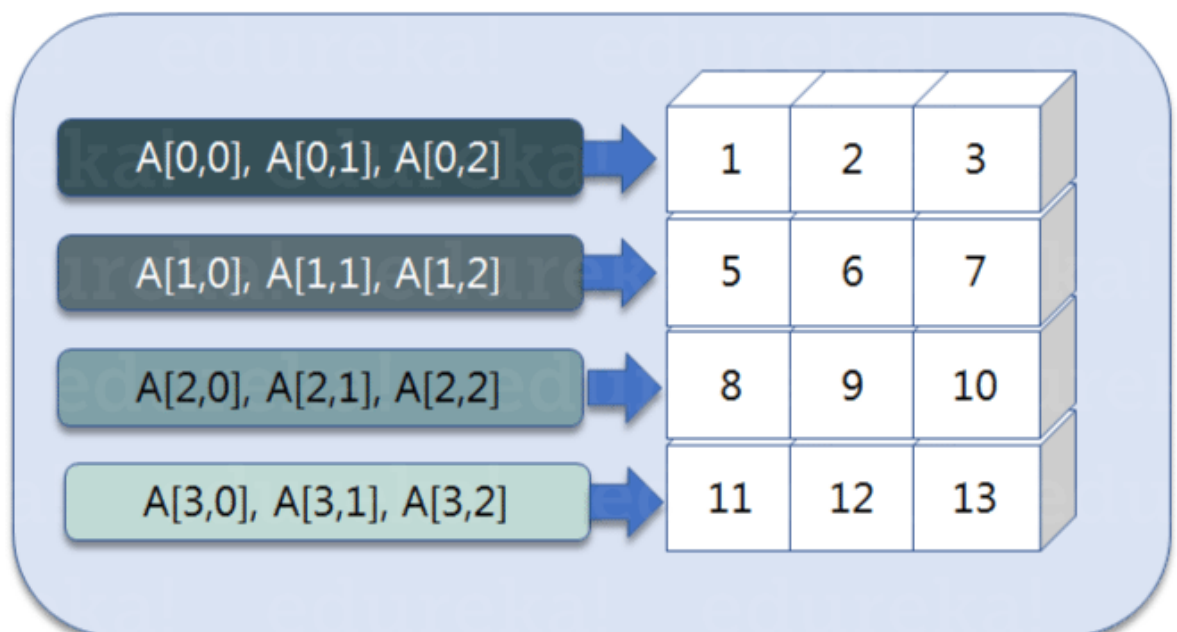 A[0,0], A[0,1], A[0,2] 1 2 3
A[1,0], A[1,1], A[1,2] 5 6 7
A[2,0], A[2,1], A[2,2] 8 9 10
A[3,0], A[3,1], A[3,2] 11 12 13